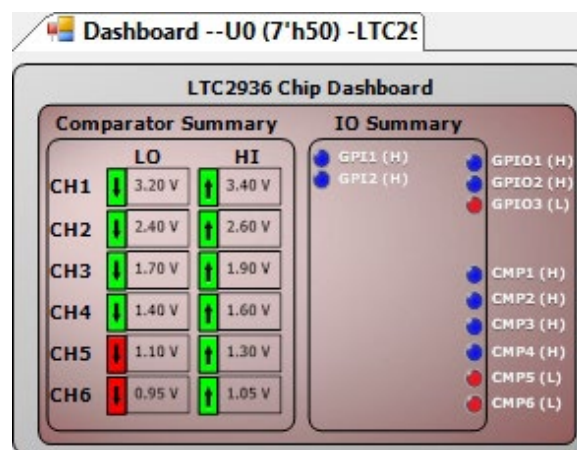 Dashboard --U0 (7'h50) -LTC29
LTC2936 Chip Dashboard
Comparator Summary
LO HI
CH1 3.20 V 3.40 V
CH2 2.40 V 2.60 V
CH3 1.70 V 1.90 V
CH4 1.40 V 1.60 V
CH5 1.10 V 1.30 V
CH6 0.95 V 1.05 V
IO Summary
GPI1 (H)
GPI2 (H)
GPIO1 (H)
GPIO2 (H)
GPIO3 (L)
CMP1 (H)
CMP2 (H)
CMP3 (H)
CMP4 (H)
CMP5 (L)
CMP6 (L)